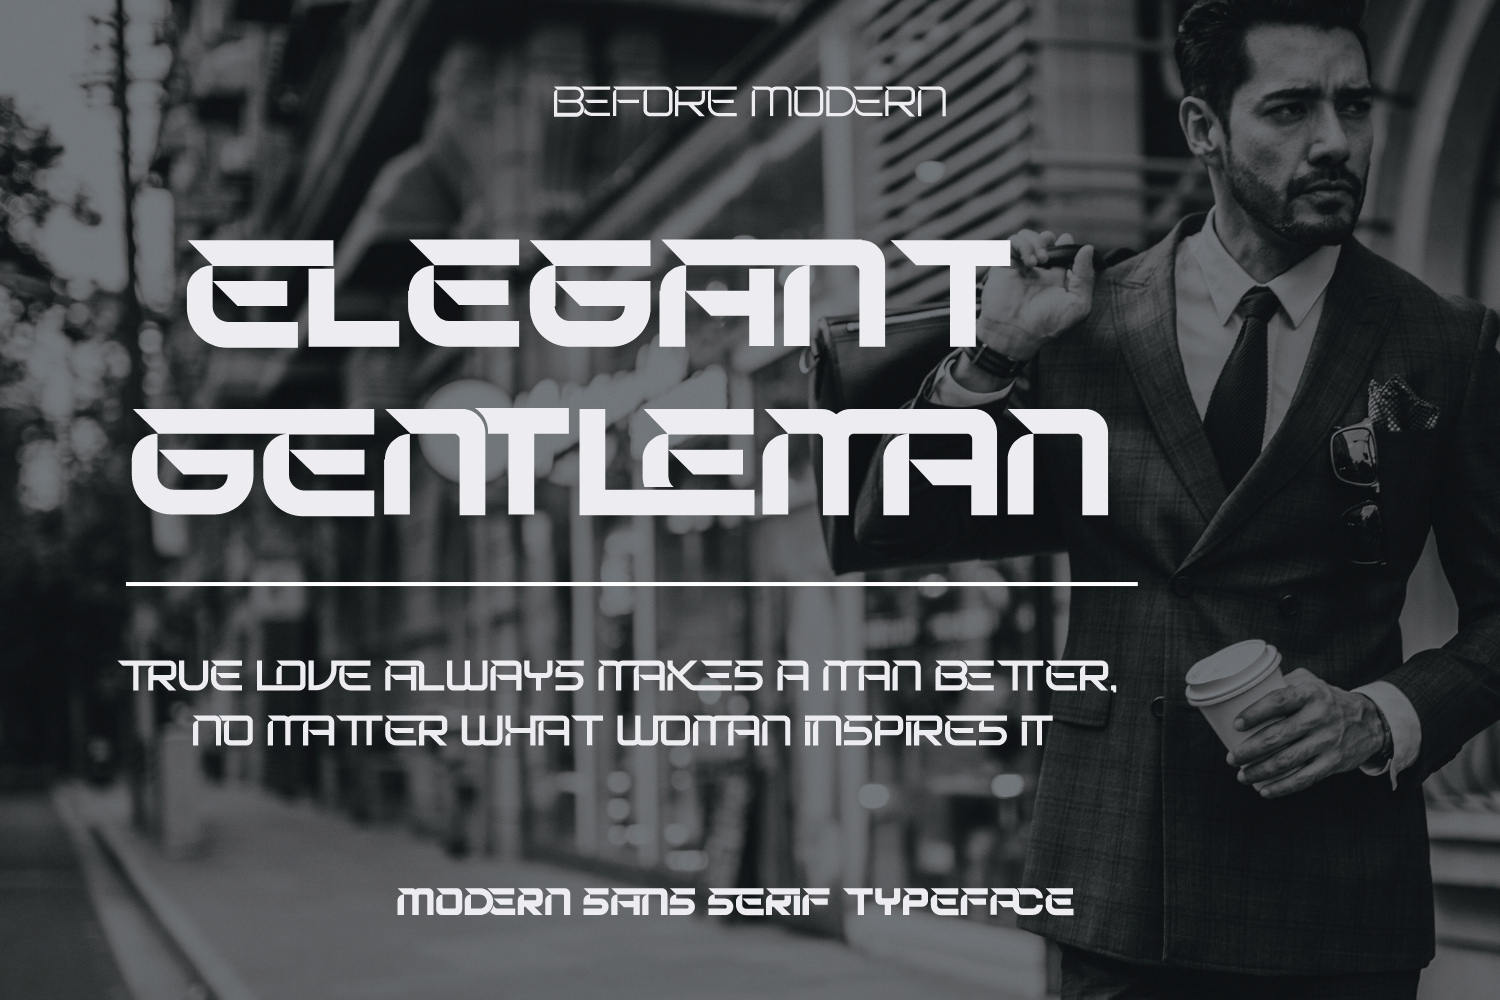 BEFORE MODERN
ELEGANT
GENTLEMAN
TRUE LOVE ALWAYS MAKES A MAN BETTER,
NO MATTER WHAT WOMAN INSPIRES IT
MODERN SANS SERIF TYPEFACE